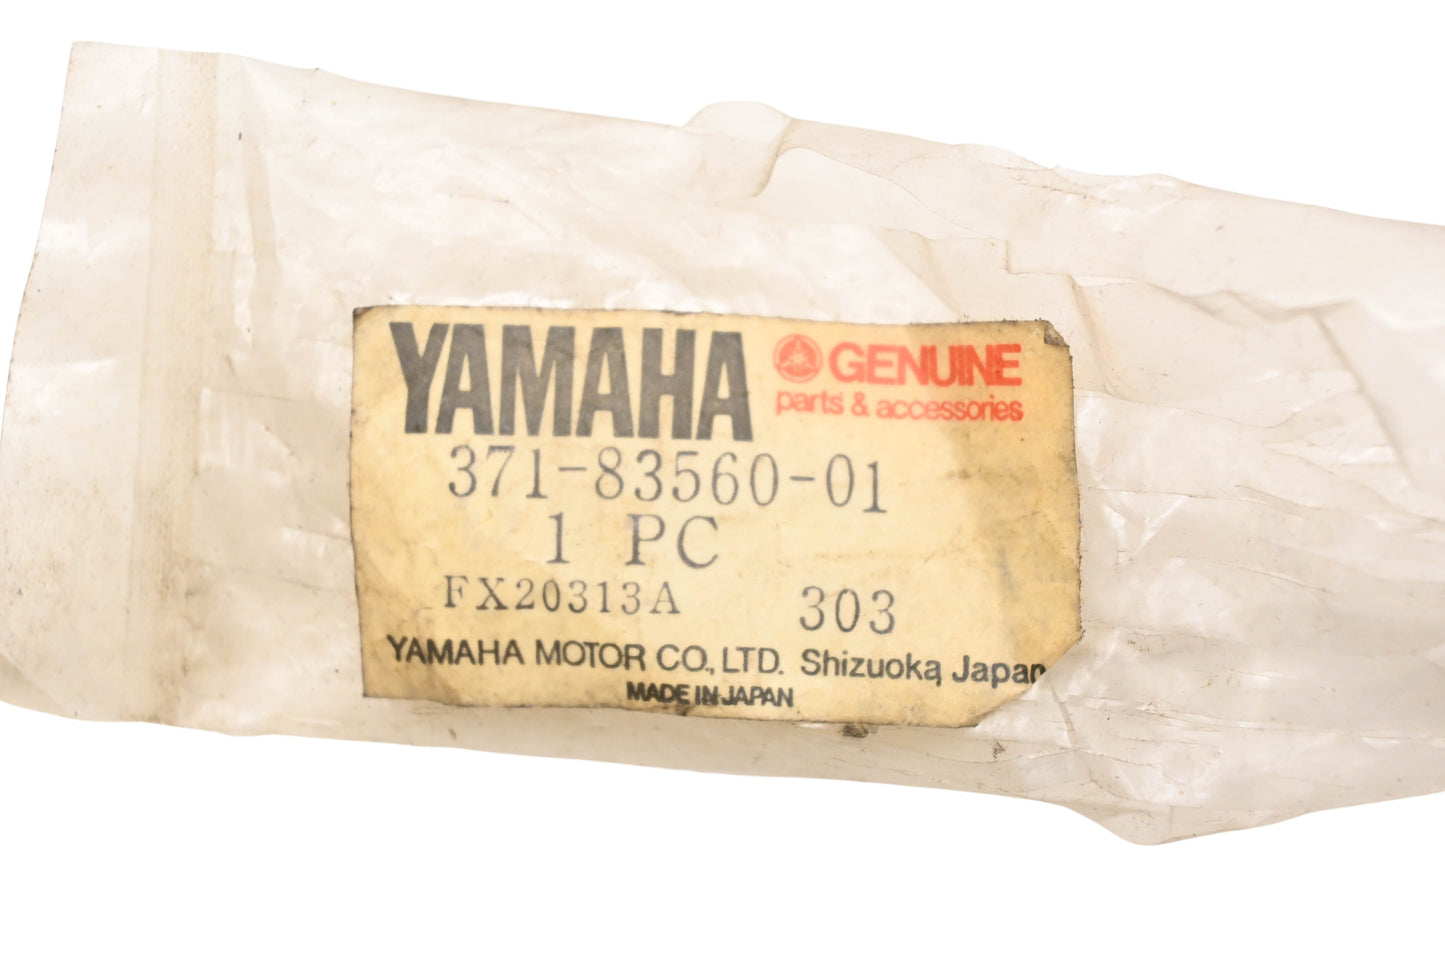 YAMAHA GENUINE
parts & accessories
371-83560-01
1 PC
FX20313A 303
YAMAHA MOTOR CO., LTD. Shizuoka, Japan
MADE IN JAPAN